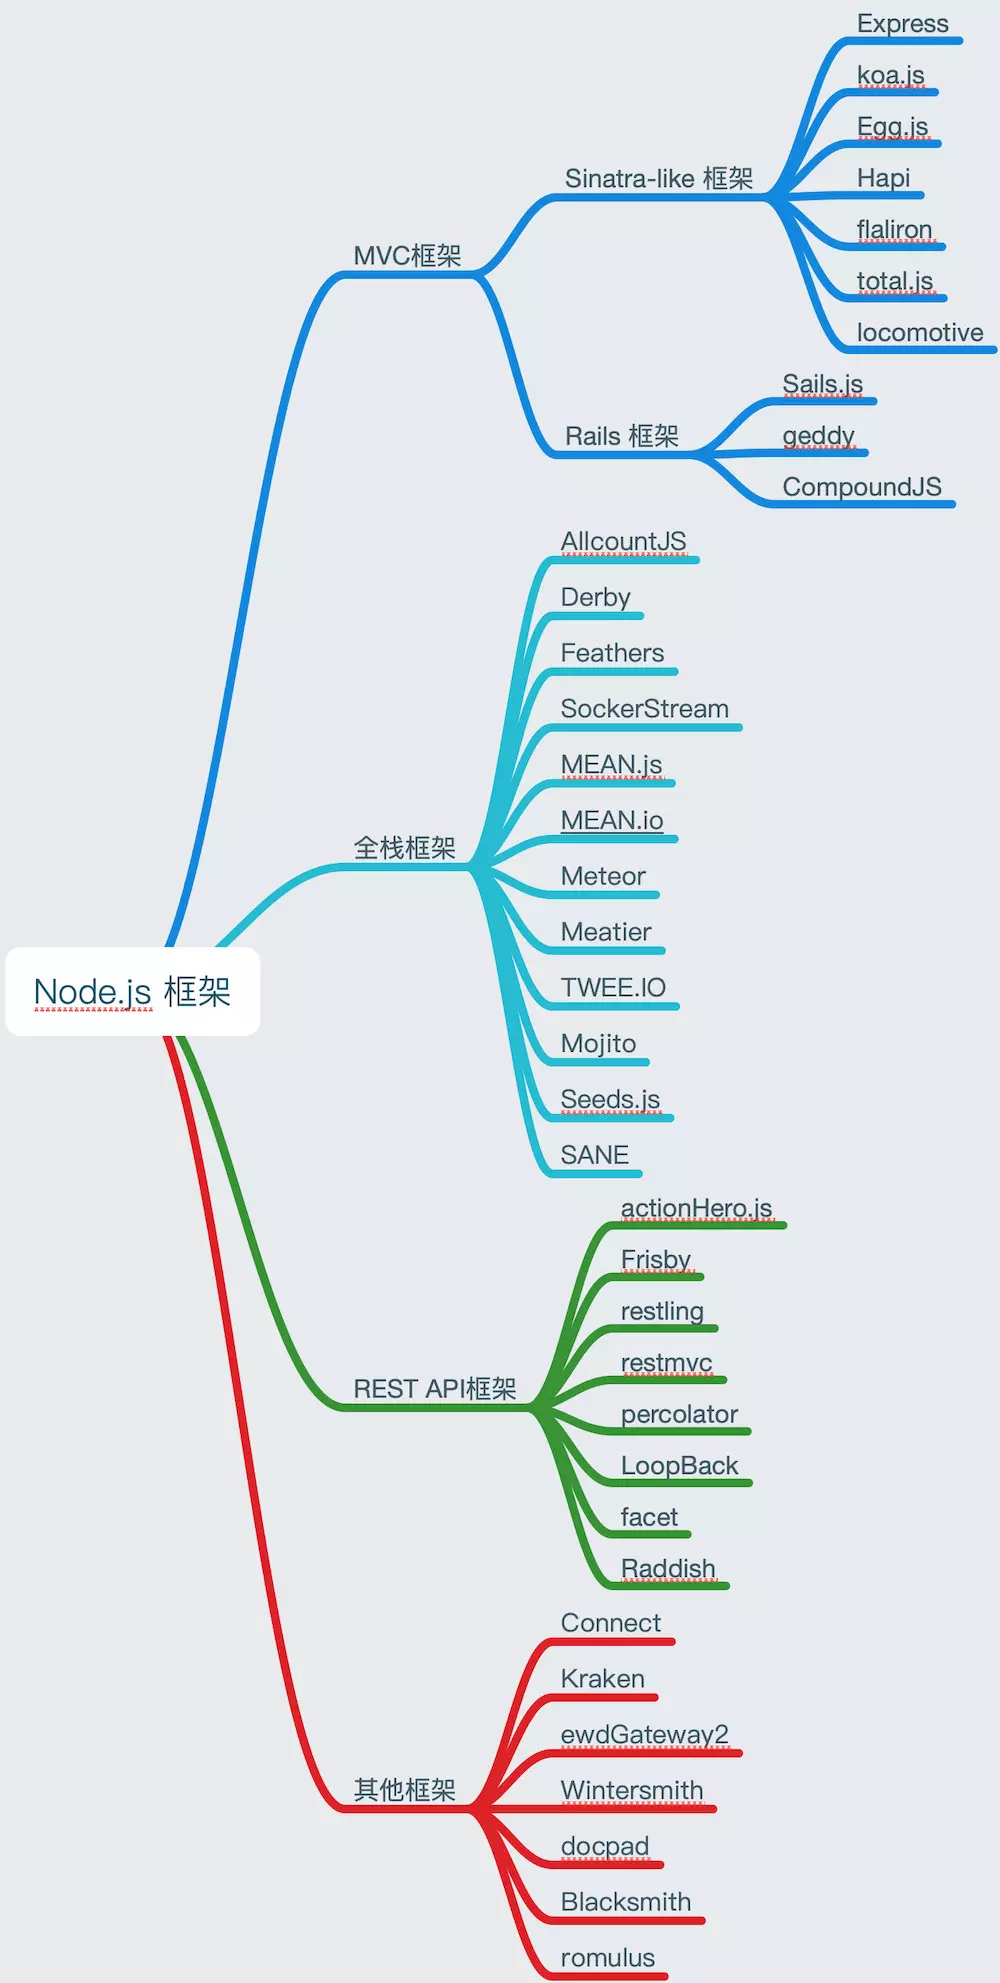 Node.js 框架
MVC框架
Sinatra-like 框架
Express
koa.js
Egg.js
Hapi
flaliron
total.js
locomotive
Rails 框架
Sails.js
geddy
CompoundJS
全栈框架
AllcountJS
Derby
Feathers
SockerStream
MEAN.js
MEAN.io
Meteor
Meatier
TWEE.IO
Mojito
Seeds.js
SANE
REST API框架
actionHero.js
Frisby
restling
restmvc
percolator
LoopBack
facet
Raddish
其他框架
Connect
Kraken
ewdGateway2
Wintersmith
docpad
Blacksmith
romulus